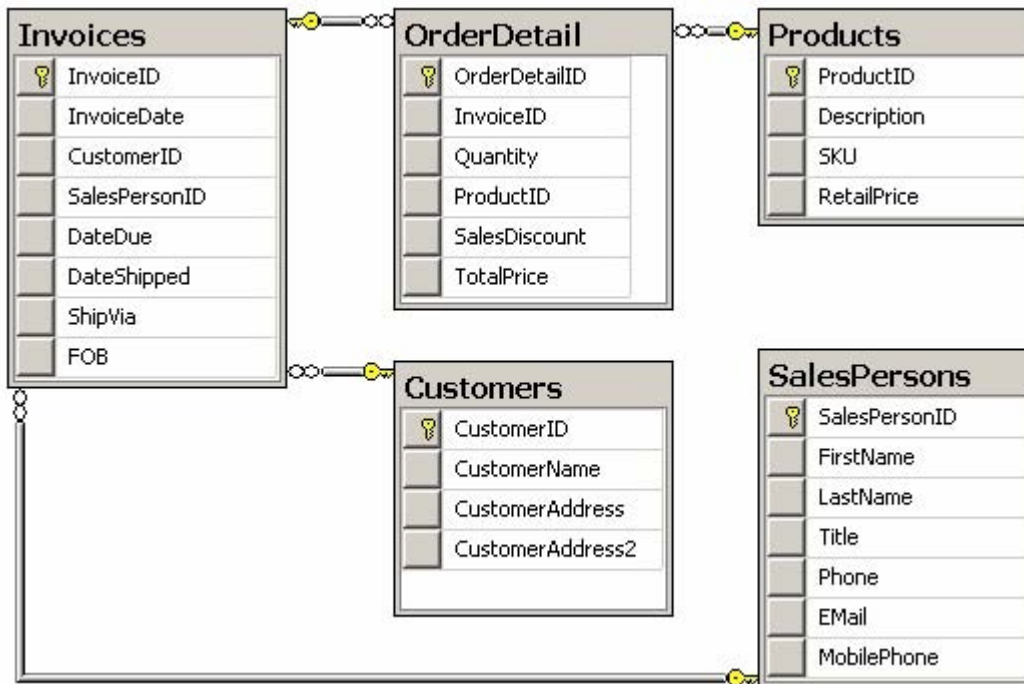 Invoices
InvoiceID
InvoiceDate
CustomerID
SalesPersonID
DateDue
DateShipped
ShipVia
FOB
OrderDetail
OrderDetailID
InvoiceID
Quantity
ProductID
SalesDiscount
TotalPrice
Products
ProductID
Description
SKU
RetailPrice
Customers
CustomerID
CustomerName
CustomerAddress
CustomerAddress2
SalesPersons
SalesPersonID
FirstName
LastName
Title
Phone
EMail
MobilePhone